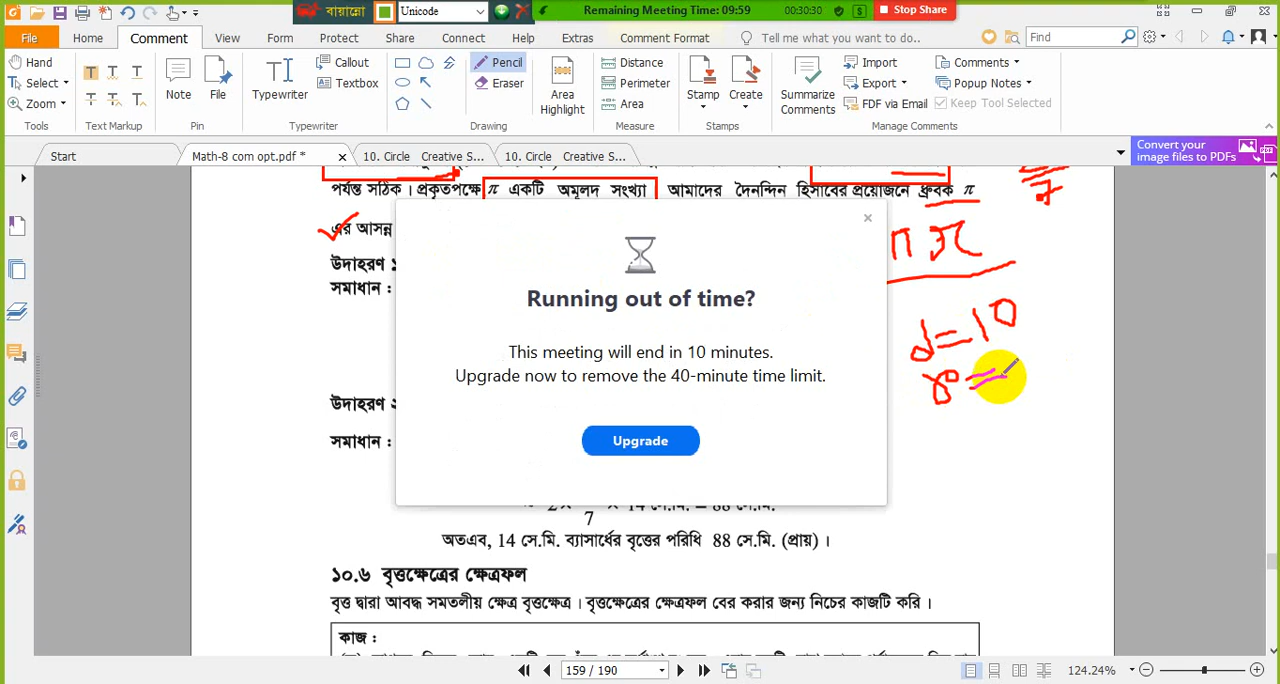 বায়ান্নো
Unicode
Remaining Meeting Time: 09:59
00:30:30
Stop Share
File Home Comment View Form Protect Share Connect Help Extras Comment Format Tell me what you want to do.. Find
Hand
Select
Zoom
Tools
Text Markup
Note
File
Pin
Typewriter
Callout
Textbox
Typewriter
Pencil
Eraser
Drawing
Area Highlight
Distance
Perimeter
Area
Measure
Stamp
Create
Stamps
Summarize Comments
Import
Export
FDF via Email
Comments
Popup Notes
Keep Tool Selected
Manage Comments
Start Math-8 com opt.pdf * 10. Circle Creative S... 10. Circle Creative S...
Convert your image files to PDFs
পর্যন্ত সঠিক। প্রকৃতপক্ষে π একটি অমূলদ সংখ্যা আমাদের দৈনন্দিন হিসাবের প্রয়োজনে ধ্রুবক π
এর আসন্ন
উদাহরণ ১
সমাধান :
Running out of time?
This meeting will end in 10 minutes.
Upgrade now to remove the 40-minute time limit.
Upgrade
d=10
r=
উদাহরণ ২
সমাধান :
7 14 সে.মি. = 88 সে.মি.
অতএব, 14 সে.মি. ব্যাসার্ধের বৃত্তের পরিধি 88 সে.মি. (প্রায়)।
১০.৬ বৃত্তক্ষেত্রের ক্ষেত্রফল
বৃত্ত দ্বারা আবদ্ধ সমতলীয় ক্ষেত্র বৃত্তক্ষেত্র। বৃত্তক্ষেত্রের ক্ষেত্রফল বের করার জন্য নিচের কাজটি করি।
কাজ :
159 / 190
124.24%